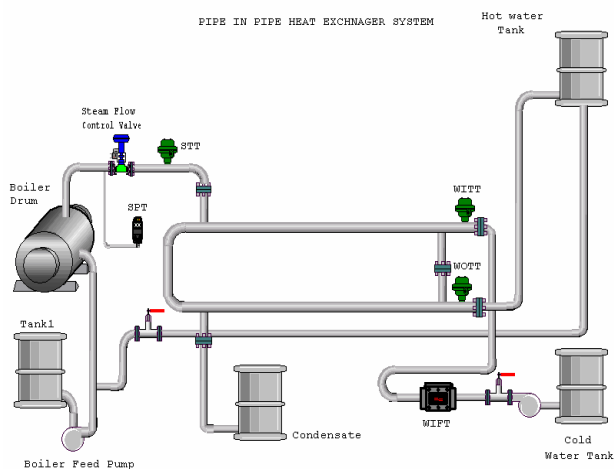 PIPE IN PIPE HEAT EXCHNAGER SYSTEM
Hot water
Tank
Steam Flow
Control Valve
STT
Boiler
Drum
SPT
WITT
WOTT
Tank1
WIFT
Condensate
Cold
Water Tank
Boiler Feed Pump